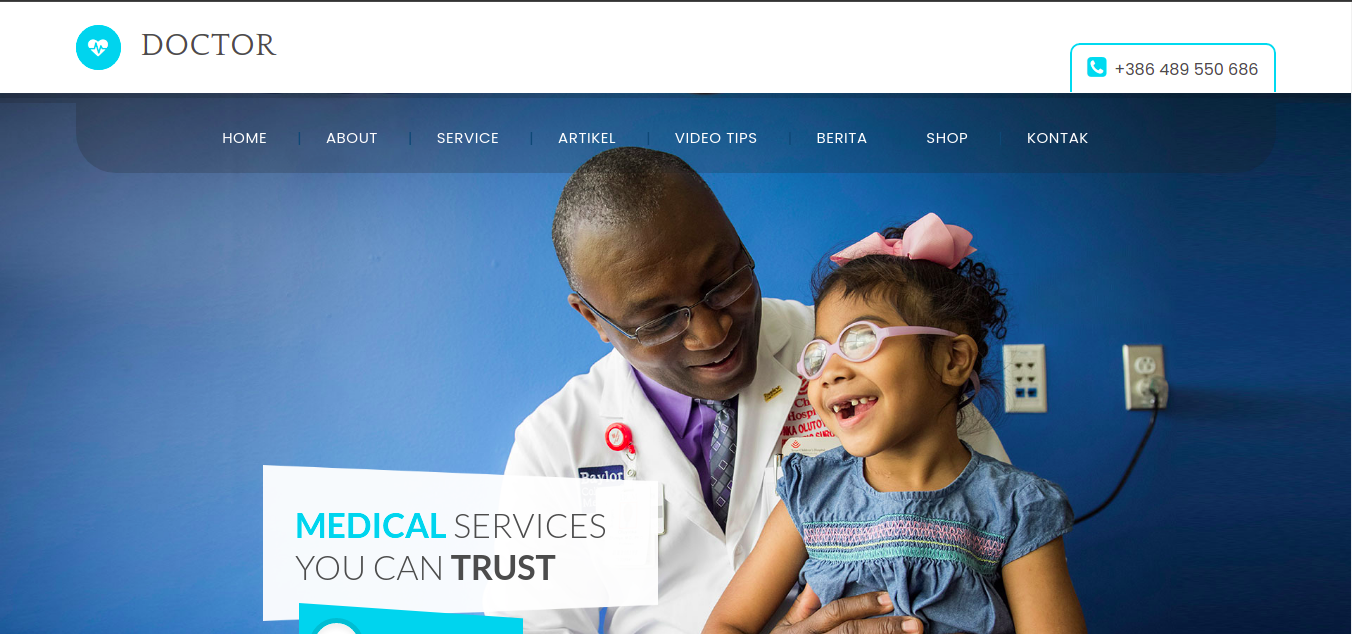 DOCTOR
+386 489 550 686
HOME ABOUT SERVICE ARTIKEL VIDEO TIPS BERITA SHOP KONTAK
Baylor
MEDICAL SERVICES
YOU CAN TRUST